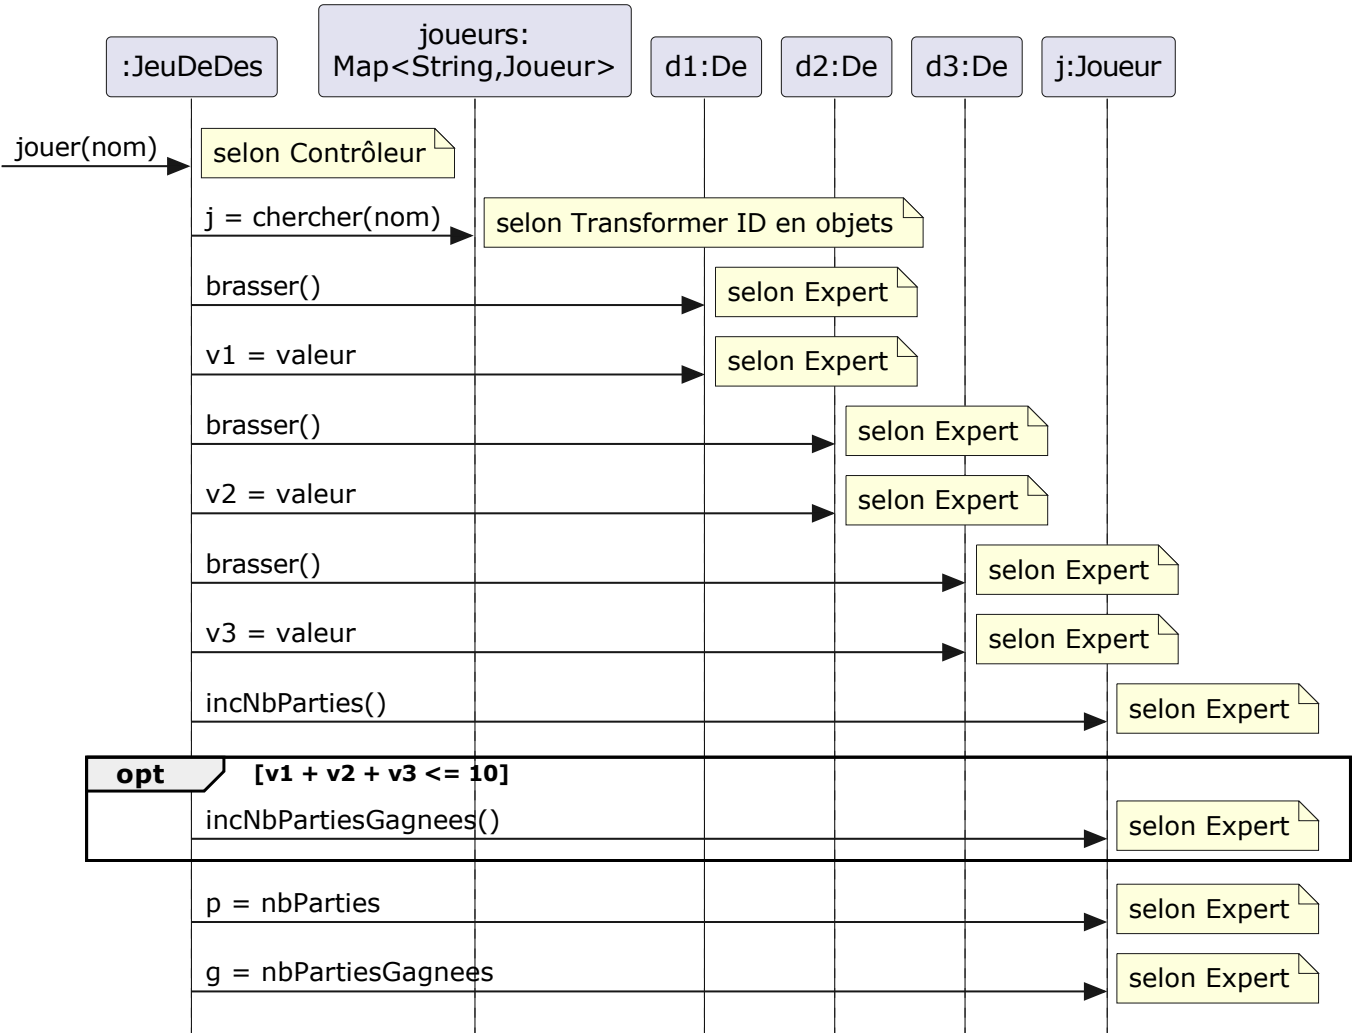 :JeuDeDes
joueurs:
Map<String,Joueur>
d1:De
d2:De
d3:De
j:Joueur
jouer(nom)
selon Contrôleur
j = chercher(nom)
selon Transformer ID en objets
brasser()
selon Expert
v1 = valeur
selon Expert
brasser()
selon Expert
v2 = valeur
selon Expert
brasser()
selon Expert
v3 = valeur
selon Expert
incNbParties()
selon Expert
opt
[v1 + v2 + v3 <= 10]
incNbPartiesGagnees()
selon Expert
p = nbParties
selon Expert
g = nbPartiesGagnees
selon Expert